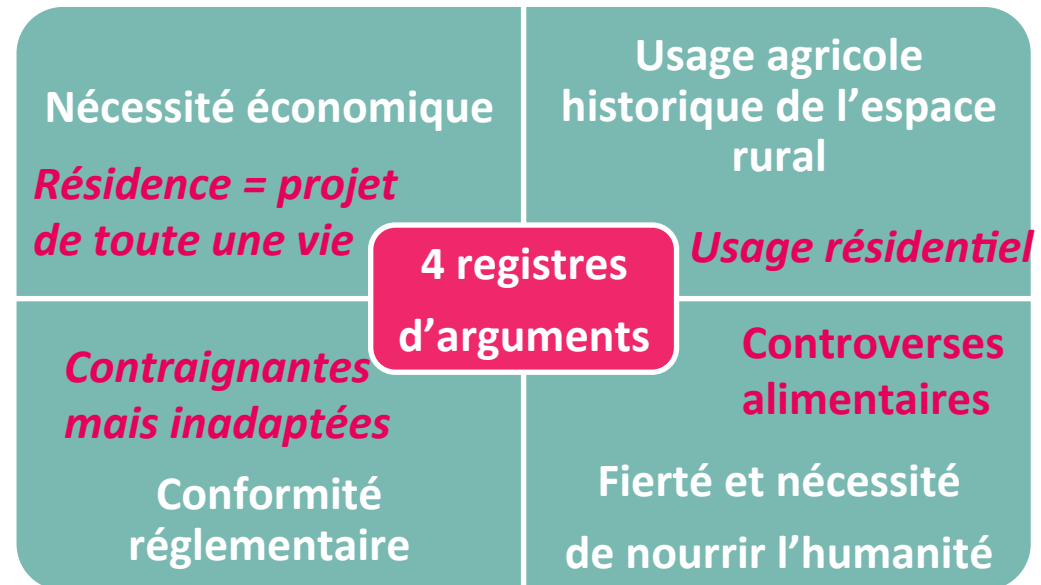 Nécessité économique
Résidence = projet
de toute une vie
Usage agricole
historique de l’espace
rural
Usage résidentiel
4 registres
d’arguments
Contraignantes
mais inadaptées
Conformité
réglementaire
Controverses
alimentaires
Fierté et nécessité
de nourrir l’humanité